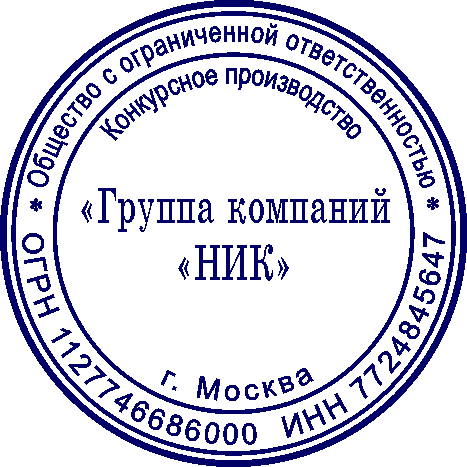 * Общество с ограниченной ответственностью *
Конкурсное производство
«Группа компаний
«НИК»
г. Москва
ОГРН 1127746686000 ИНН 7724845647